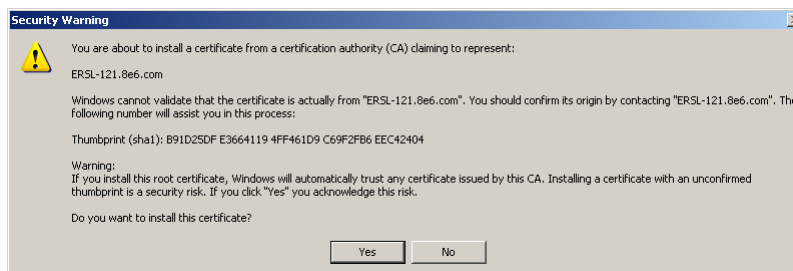 Security Warning
You are about to install a certificate from a certification authority (CA) claiming to represent:
ERSL-121.8e6.com
Windows cannot validate that the certificate is actually from "ERSL-121.8e6.com". You should confirm its origin by contacting "ERSL-121.8e6.com". The
following number will assist you in this process:
Thumbprint (sha1): B91D25DF E3664119 4FF461D9 C69F2FB6 EEC42404
Warning:
If you install this root certificate, Windows will automatically trust any certificate issued by this CA. Installing a certificate with an unconfirmed
thumbprint is a security risk. If you click "Yes" you acknowledge this risk.
Do you want to install this certificate?
Yes No